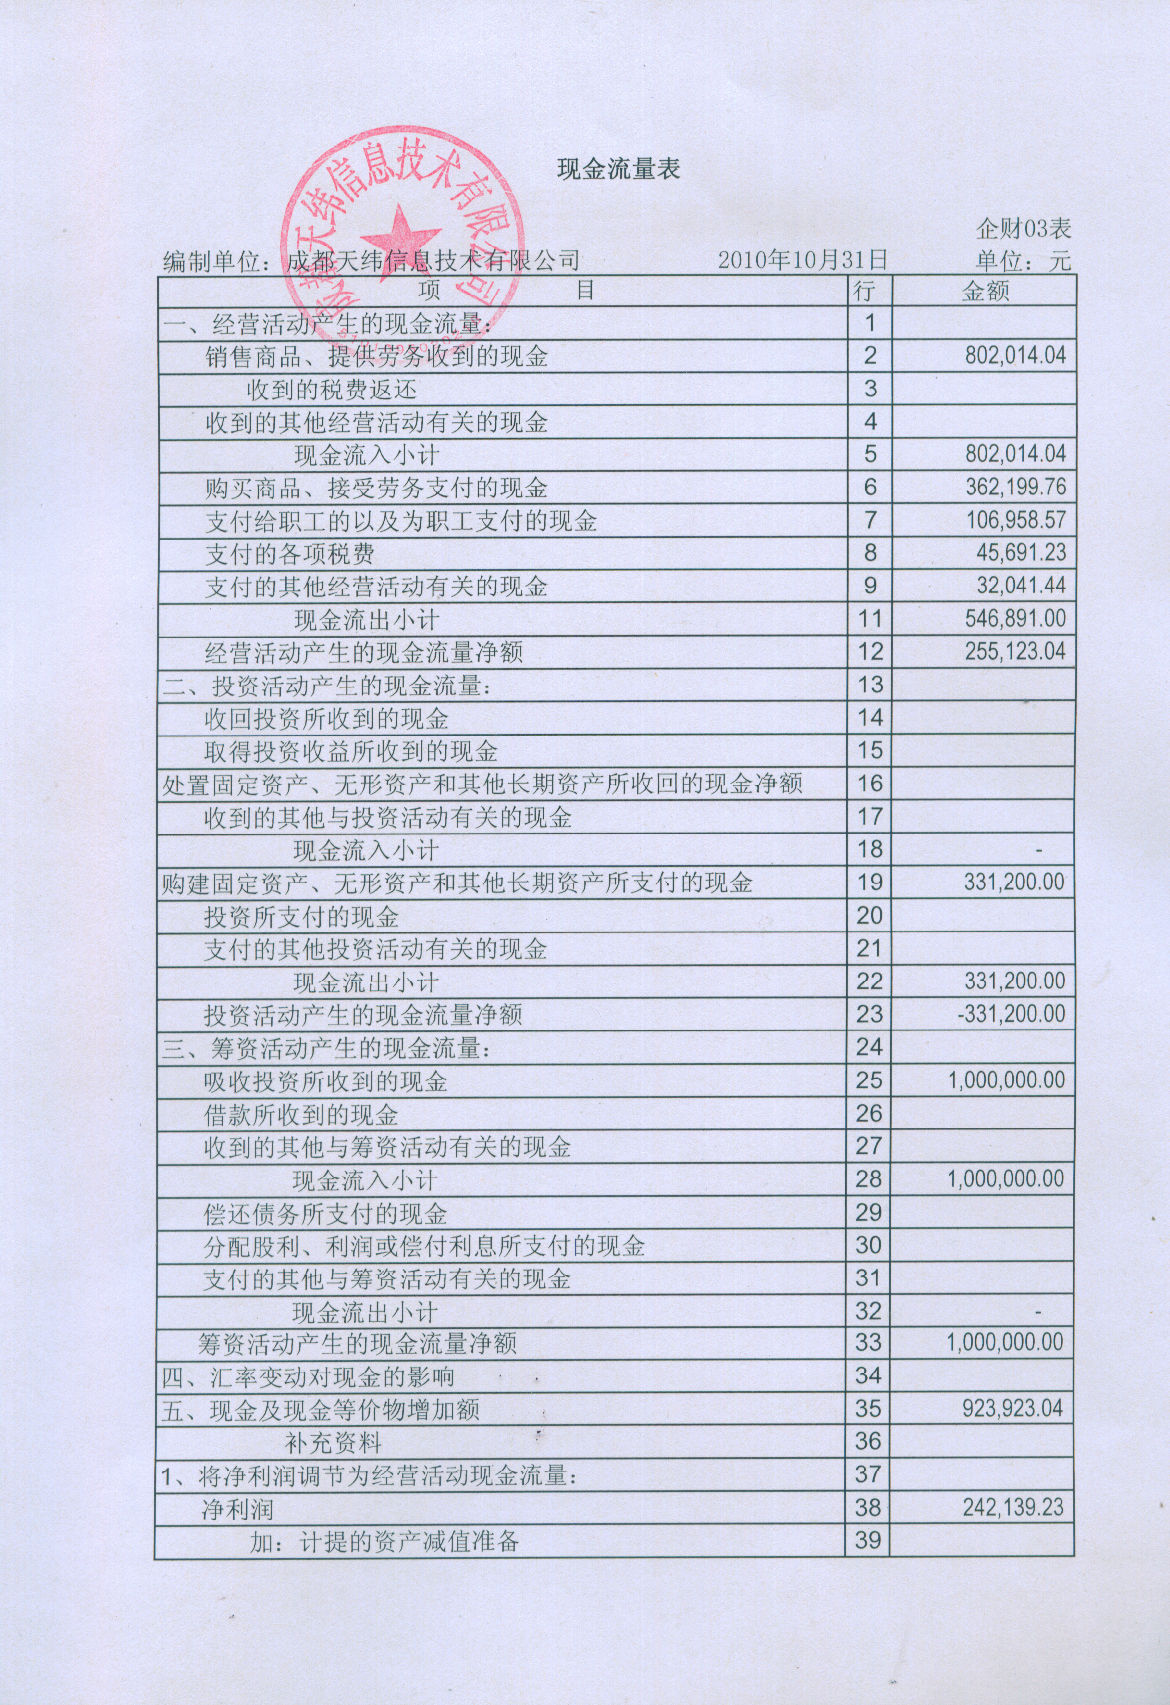 现金流量表
企财03表
编制单位：成都天纬信息技术有限公司 2010年10月31日 单位：元
成都天纬信息技术有限公司
项 目 行 金额
一、经营活动产生的现金流量： 1
销售商品、提供劳务收到的现金 2 802,014.04
收到的税费返还 3
收到的其他经营活动有关的现金 4
现金流入小计 5 802,014.04
购买商品、接受劳务支付的现金 6 362,199.76
支付给职工的以及为职工支付的现金 7 106,958.57
支付的各项税费 8 45,691.23
支付的其他经营活动有关的现金 9 32,041.44
现金流出小计 11 546,891.00
经营活动产生的现金流量净额 12 255,123.04
二、投资活动产生的现金流量： 13
收回投资所收到的现金 14
取得投资收益所收到的现金 15
处置固定资产、无形资产和其他长期资产所收回的现金净额 16
收到的其他与投资活动有关的现金 17
现金流入小计 18 -
购建固定资产、无形资产和其他长期资产所支付的现金 19 331,200.00
投资所支付的现金 20
支付的其他投资活动有关的现金 21
现金流出小计 22 331,200.00
投资活动产生的现金流量净额 23 -331,200.00
三、筹资活动产生的现金流量： 24
吸收投资所收到的现金 25 1,000,000.00
借款所收到的现金 26
收到的其他与筹资活动有关的现金 27
现金流入小计 28 1,000,000.00
偿还债务所支付的现金 29
分配股利、利润或偿付利息所支付的现金 30
支付的其他与筹资活动有关的现金 31
现金流出小计 32 -
筹资活动产生的现金流量净额 33 1,000,000.00
四、汇率变动对现金的影响 34
五、现金及现金等价物增加额 35 923,923.04
补充资料 36
1、将净利润调节为经营活动现金流量： 37
净利润 38 242,139.23
加：计提的资产减值准备 39